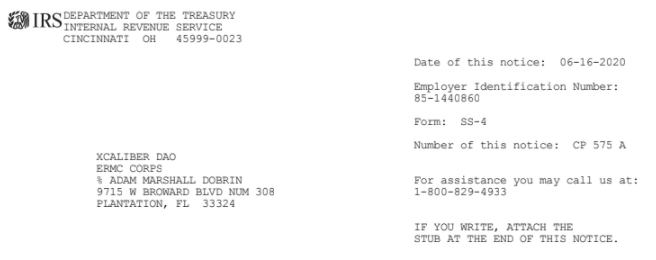 IRS DEPARTMENT OF THE TREASURY
INTERNAL REVENUE SERVICE
CINCINNATI OH 45999-0023
Date of this notice: 06-16-2020
Employer Identification Number:
85-1440860
Form: SS-4
Number of this notice: CP 575 A
XCALIBER DAO
ERMC CORPS
% ADAM MARSHALL DOBRIN
9715 W BROWARD BLVD NUM 308
PLANTATION, FL 33324
For assistance you may call us at:
1-800-829-4933
IF YOU WRITE, ATTACH THE
STUB AT THE END OF THIS NOTICE.